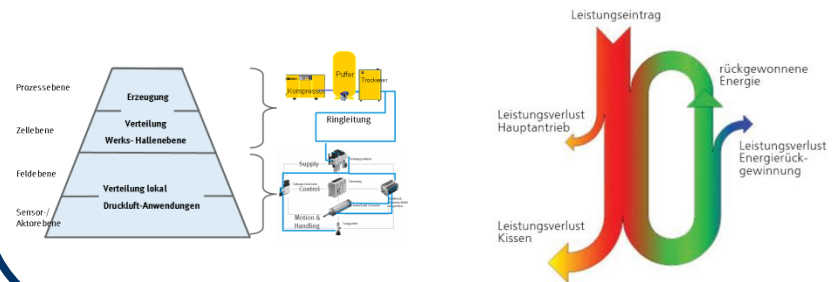 Prozessebene
Zellebene
Feldebene
Sensor-/
Aktorebene
Erzeugung
Verteilung
Werks- Hallenebene
Verteilung lokal
Druckluft-Anwendungen
Kompressor
Puffer
Trockener
Ringleitung
Supply
Control
Motion &
Handling
Leistungseintrag
rückgewonnene
Energie
Leistungsverlust
Hauptantrieb
Leistungsverlust
Energierück-
gewinnung
Leistungsverlust
Kissen